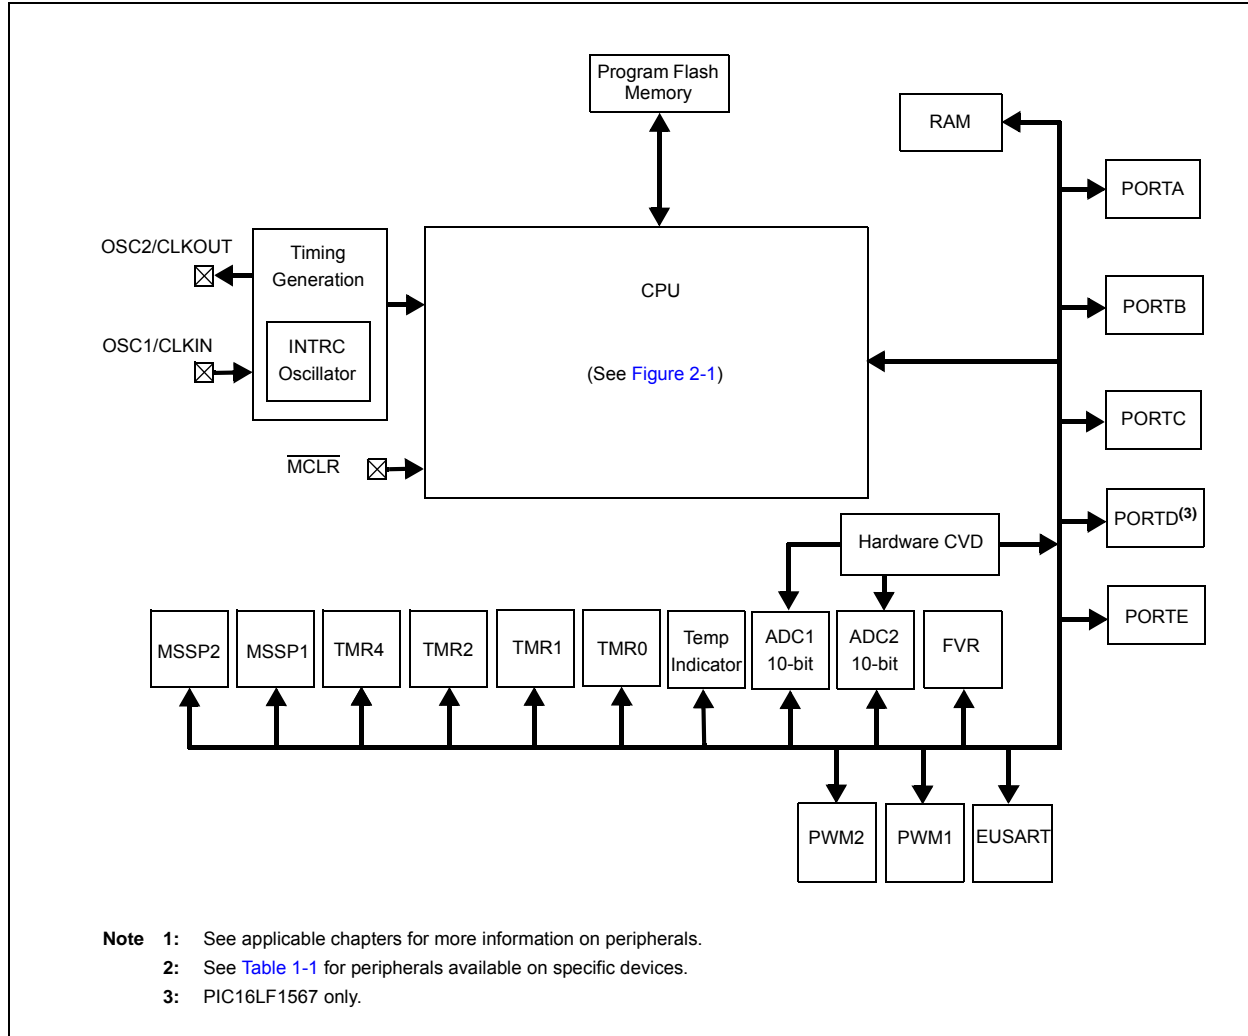 Program Flash
Memory
RAM
PORTA
OSC2/CLKOUT
Timing
Generation
CPU
PORTB
OSC1/CLKIN
INTRC
Oscillator
(See Figure 2-1)
PORTC
MCLR
PORTD(3)
Hardware CVD
PORTE
MSSP2
MSSP1
TMR4
TMR2
TMR1
TMR0
Temp
Indicator
ADC1
10-bit
ADC2
10-bit
FVR
PWM2
PWM1
EUSART
Note 1: See applicable chapters for more information on peripherals.
2: See Table 1-1 for peripherals available on specific devices.
3: PIC16LF1567 only.